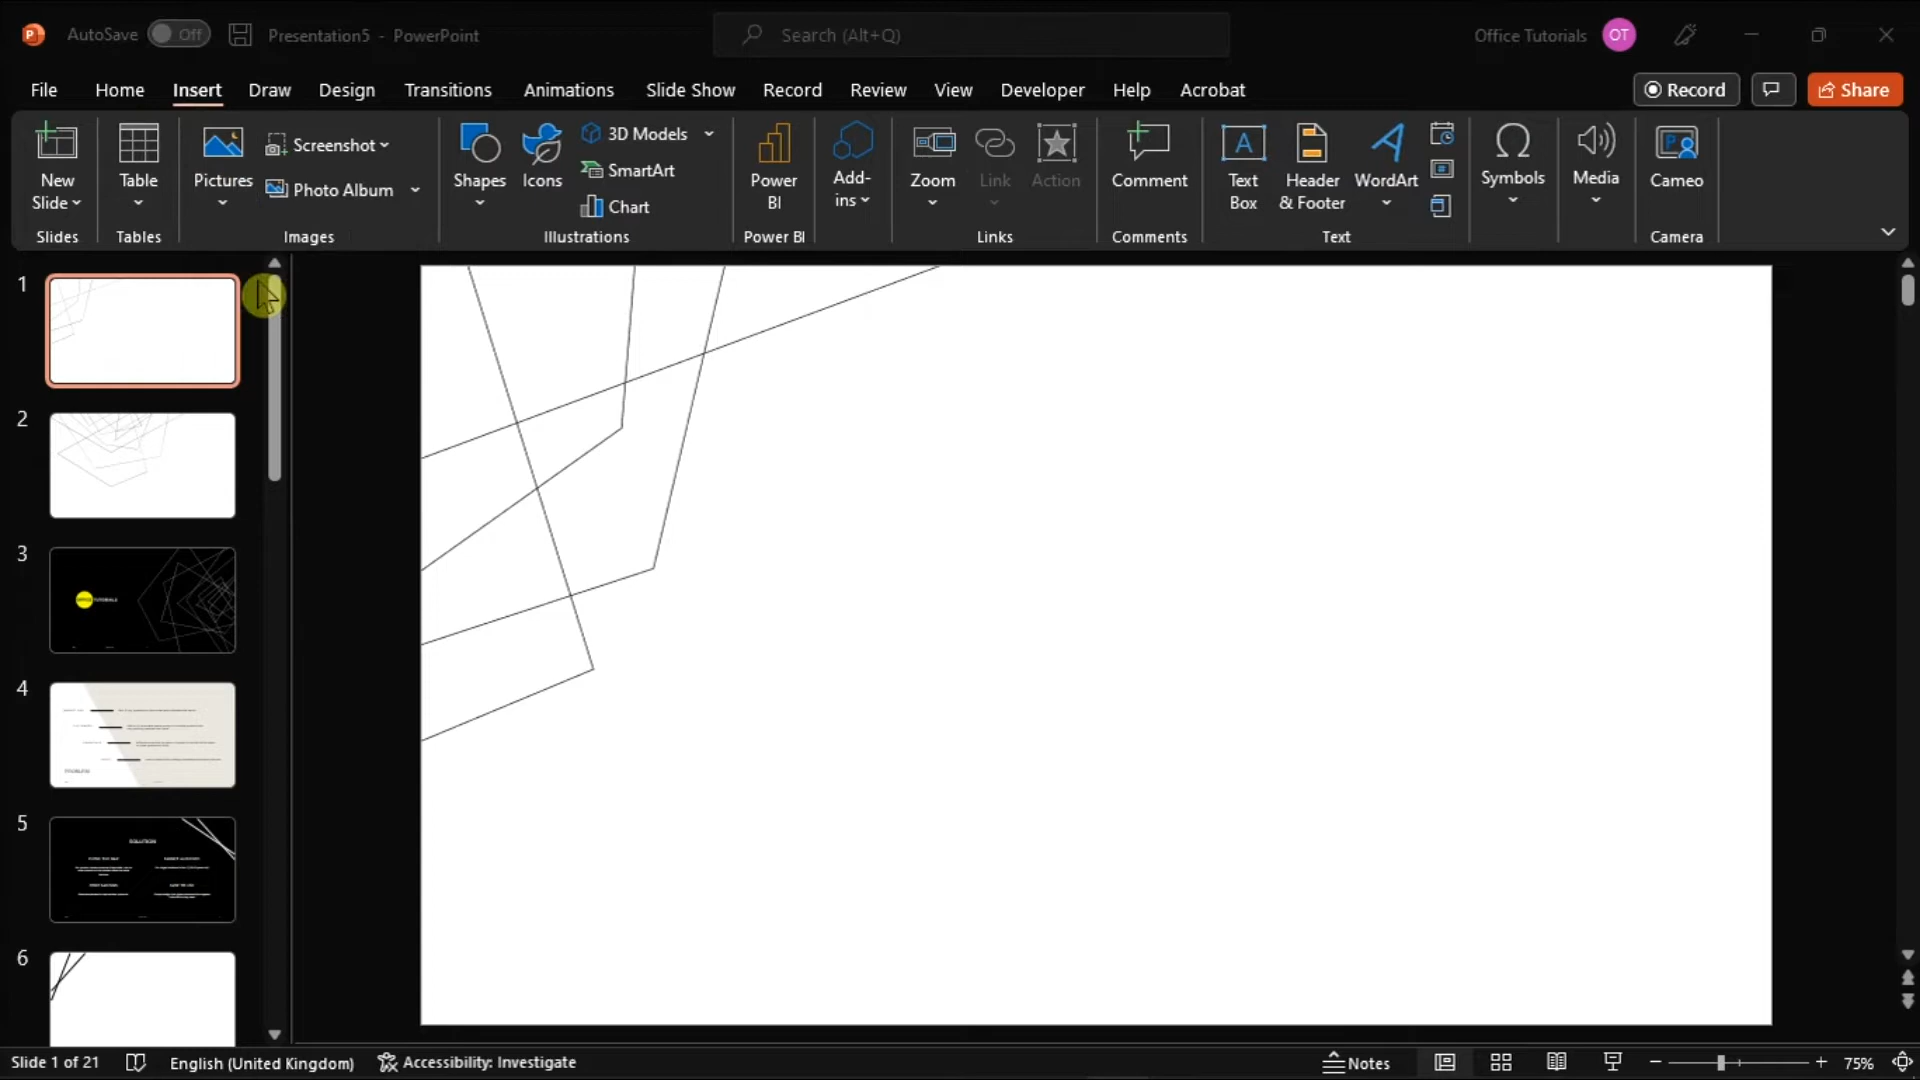 AutoSave Off Presentation5 - PowerPoint Search (Alt+Q) Office Tutorials OT
File Home Insert Draw Design Transitions Animations Slide Show Record Review View Developer Help Acrobat Record Share
New Slide
Table
Pictures
Screenshot
Photo Album
Shapes
Icons
3D Models
SmartArt
Chart
Power BI
Add-ins
Zoom
Link
Action
Comment
Text Box
Header & Footer
WordArt
Symbols
Media
Cameo
Slides Tables Images Illustrations Power BI Links Comments Text Camera
1
2
3
4
5
SOLUTION
6
Slide 1 of 21 English (United Kingdom) Accessibility: Investigate Notes 75%